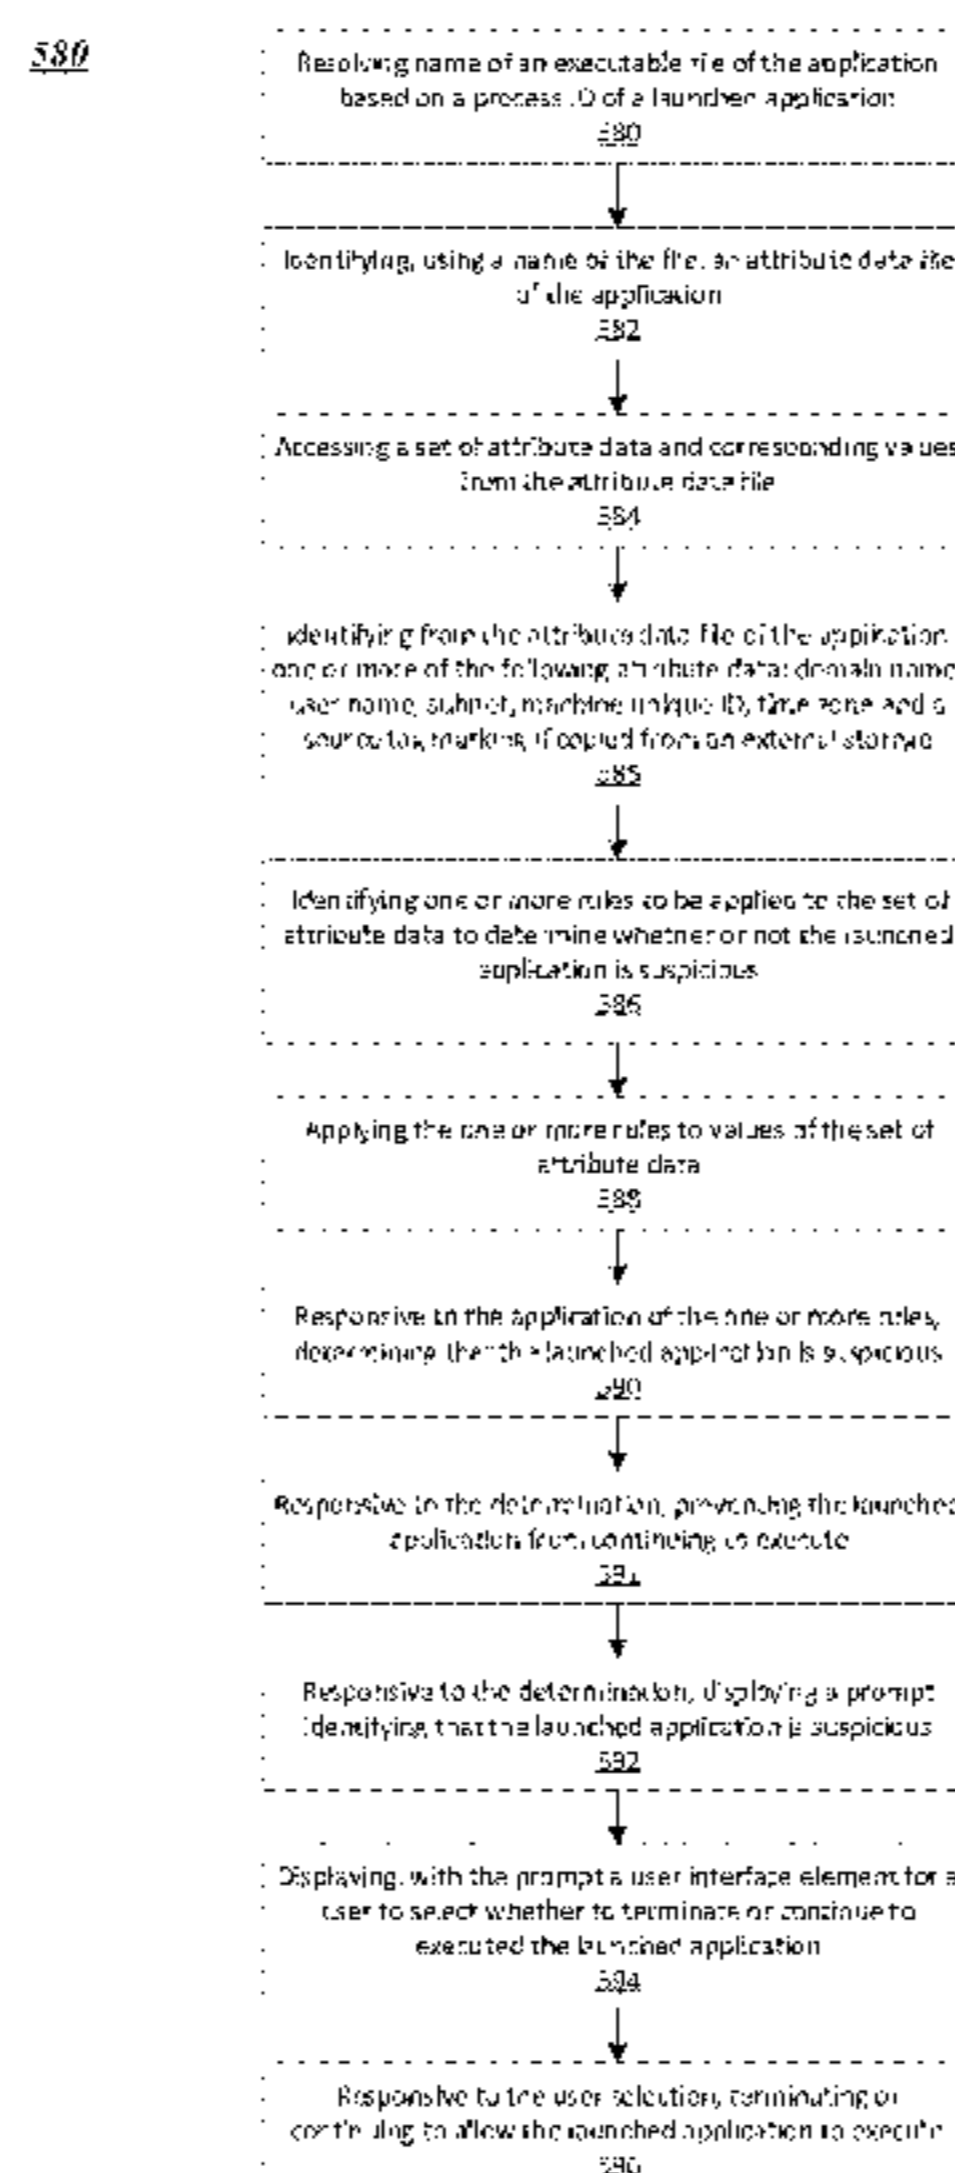 580
Resolving name of an executable file of the application
based on a process ID of a launched application
580
Identifying, using a name of the file, an attribute data file
of the application
582
Accessing a set of attribute data and corresponding values
from the attribute data file
584
Identifying from the attribute data file of the application
one or more of the following attribute data: domain name
user name, subnet, machine unique ID, time zone and a
source tag marking if copied from an external storage
585
Identifying one or more rules to be applied to the set of
attribute data to determine whether or not the launched
application is suspicious
586
Applying the one or more rules to values of the set of
attribute data
588
Responsive to the application of the one or more rules,
determining that the launched application is suspicious
590
Responsive to the determination, preventing the launched
application from continuing to execute
591
Responsive to the determination, displaying a prompt
identifying that the launched application is suspicious
592
Displaying, with the prompt a user interface element for a
user to select whether to terminate or continue to
executed the launched application
594
Responsive to the user selection, terminating or
continuing to allow the launched application to execute
596